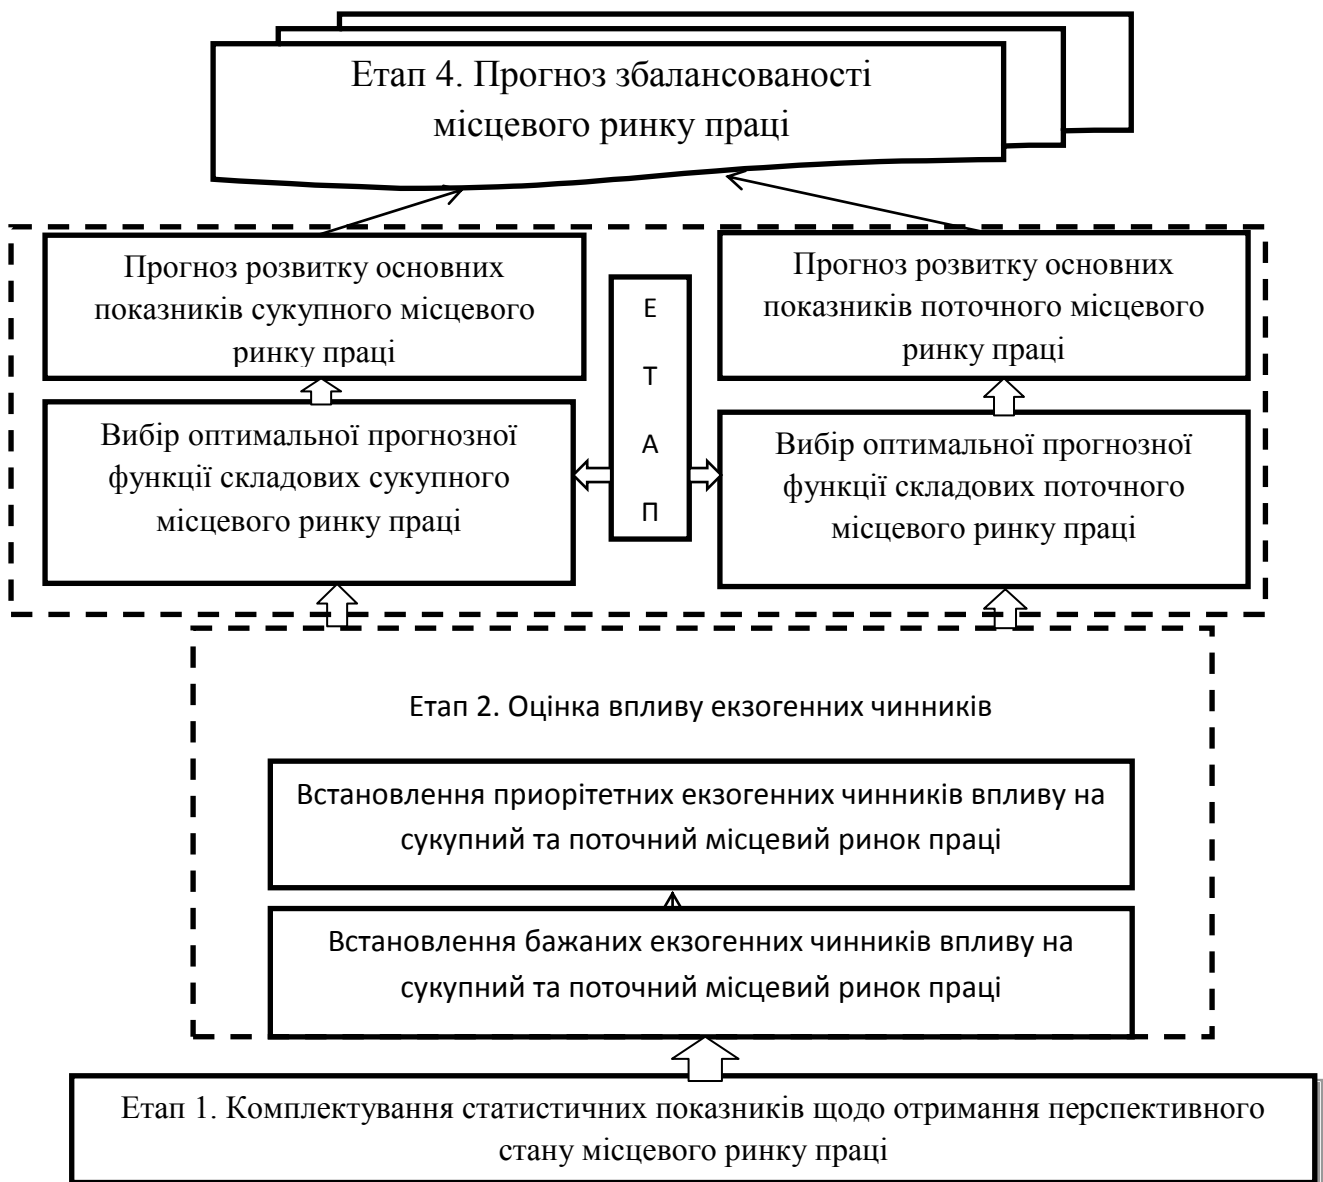 Етап 4. Прогноз збалансованості
місцевого ринку праці
Прогноз розвитку основних
показників сукупного місцевого
ринку праці
Е
Т
А
П
Прогноз розвитку основних
показників поточного місцевого
ринку праці
Вибір оптимальної прогнозної
функції складових сукупного
місцевого ринку праці
Вибір оптимальної прогнозної
функції складових поточного
місцевого ринку праці
Етап 2. Оцінка впливу екзогенних чинників
Встановлення приорітетних екзогенних чинників впливу на
сукупний та поточний місцевий ринок праці
Встановлення бажаних екзогенних чинників впливу на
сукупний та поточний місцевий ринок праці
Етап 1. Комплектування статистичних показників щодо отримання перспективного
стану місцевого ринку праці